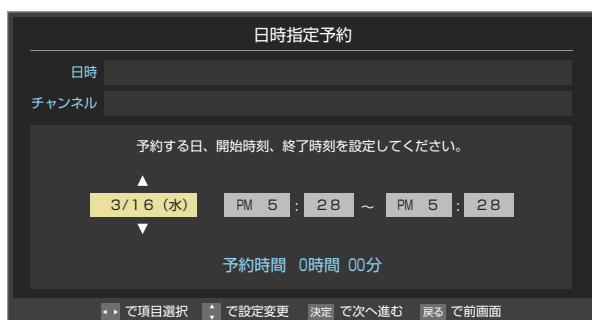 日時指定予約
日時
チャンネル
予約する日、開始時刻、終了時刻を設定してください。
3/16 (水) PM 5 : 28 ~ PM 5 : 28
予約時間 0時間 00分
で項目選択 で設定変更 決定 で次へ進む 戻る で前画面